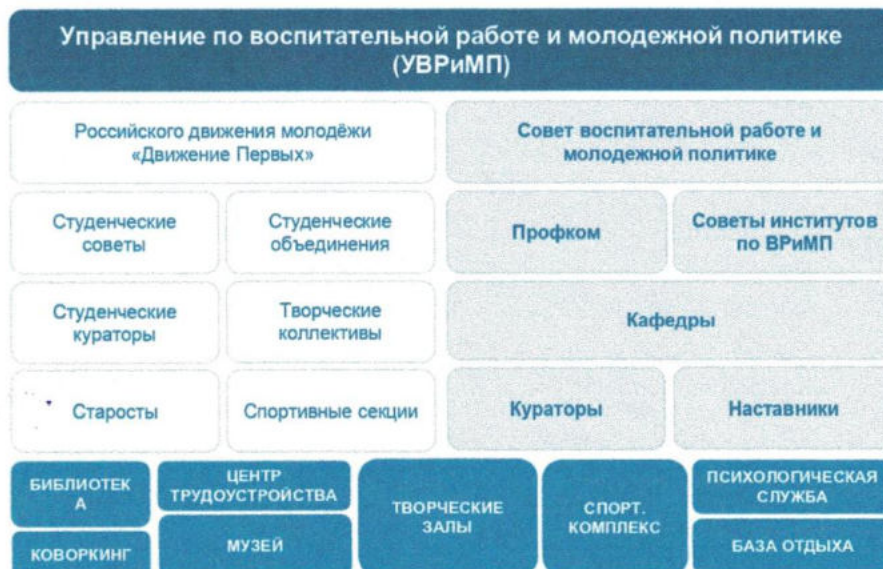 Управление по воспитательной работе и молодежной политике
(УВРиМП)
Российского движения молодёжи
«Движение Первых»
Совет воспитательной работе и
молодежной политике
Студенческие
советы
Студенческие
объединения
Профком
Советы институтов
по ВРиМП
Студенческие
кураторы
Творческие
коллективы
Кафедры
Старосты
Спортивные секции
Кураторы
Наставники
БИБЛИОТЕК
А
ЦЕНТР
ТРУДОУСТРОЙСТВА
ТВОРЧЕСКИЕ
ЗАЛЫ
СПОРТ.
КОМПЛЕКС
ПСИХОЛОГИЧЕСКАЯ
СЛУЖБА
КОВОРКИНГ
МУЗЕЙ
БАЗА ОТДЫХА